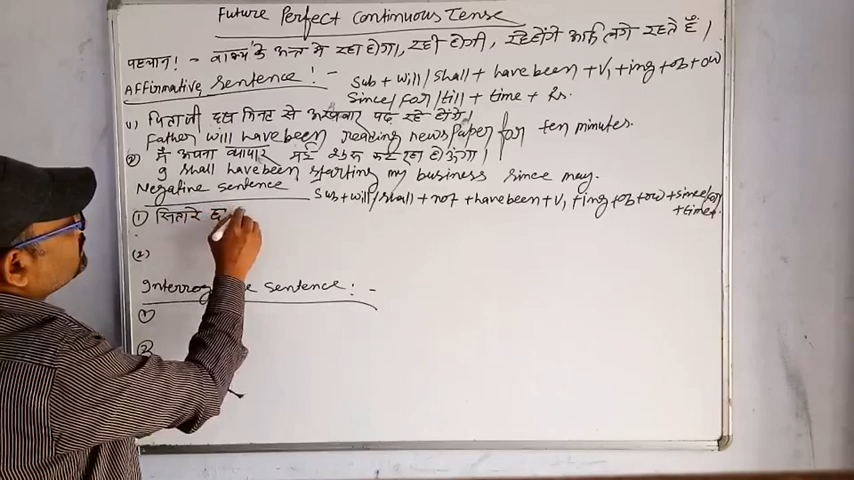 Future Perfect Continuous Tense
पहचान! - वाक्य के अन्त में रहा होगा, रही होगी, रहे होंगे आदि लगे रहते हैं।
Affirmative Sentence! - Sub + will/shall + have been + V₁ + ing + ob + ow
Since/for/till + time + Rs.
(1) पिताजी दस मिनट से अखबार पढ़ रहे होंगे।
Father will have been reading newspaper for ten minutes.
(2) मैं अपना व्यापार मई से शुरू कर रहा होऊंगा।
I shall have been starting my business since may.
Negative sentence Sub + will/shall + not + have been + V₁ + ing + ob + ow + since/for
+ time +
(1) सितारे
(2)
Interrog e sentence: -
(1)
(2)